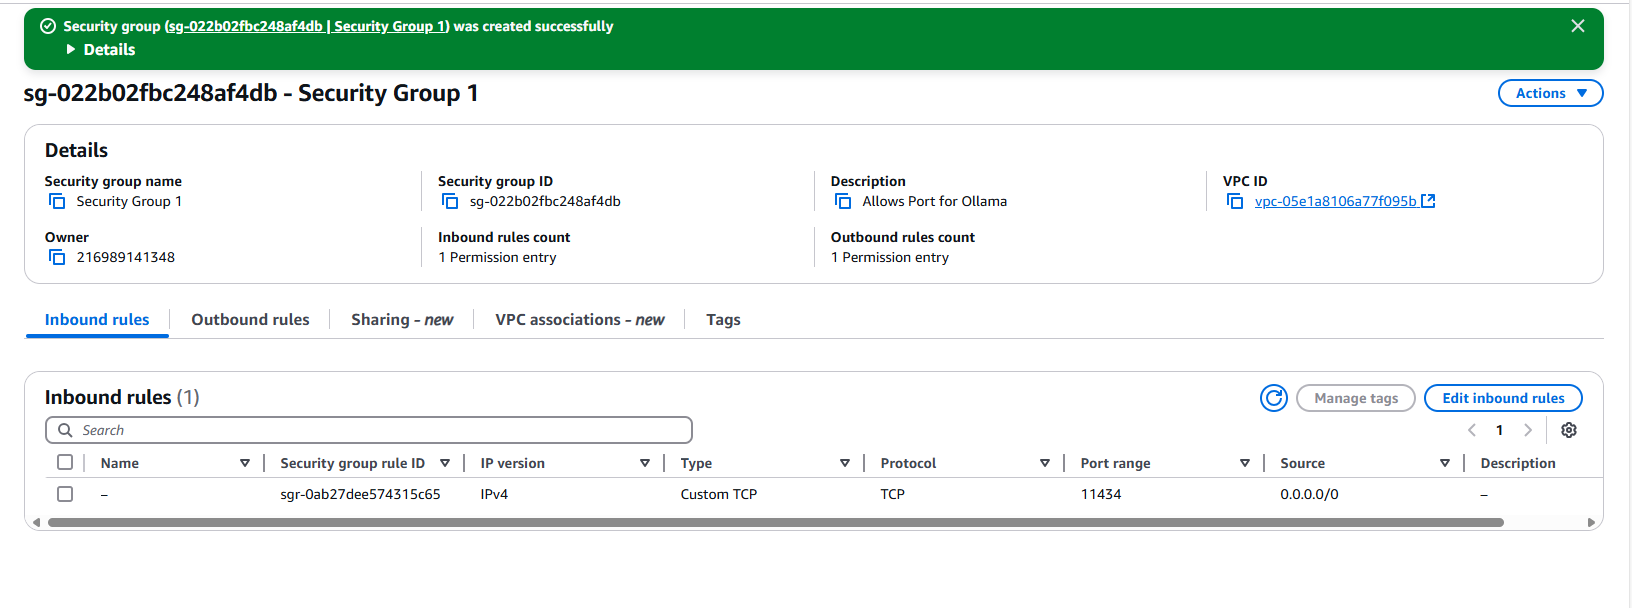 Security group (sg-022b02fbc248af4db | Security Group 1) was created successfully
Details
sg-022b02fbc248af4db - Security Group 1
Actions
Details
Security group name
Security Group 1
Security group ID
sg-022b02fbc248af4db
Description
Allows Port for Ollama
VPC ID
vpc-05e1a8106a77f095b
Owner
216989141348
Inbound rules count
1 Permission entry
Outbound rules count
1 Permission entry
Inbound rules Outbound rules Sharing - new VPC associations - new Tags
Inbound rules (1)
Manage tags Edit inbound rules
Search
1
Name Security group rule ID IP version Type Protocol Port range Source Description
– sgr-0ab27dee574315c65 IPv4 Custom TCP TCP 11434 0.0.0.0/0 –